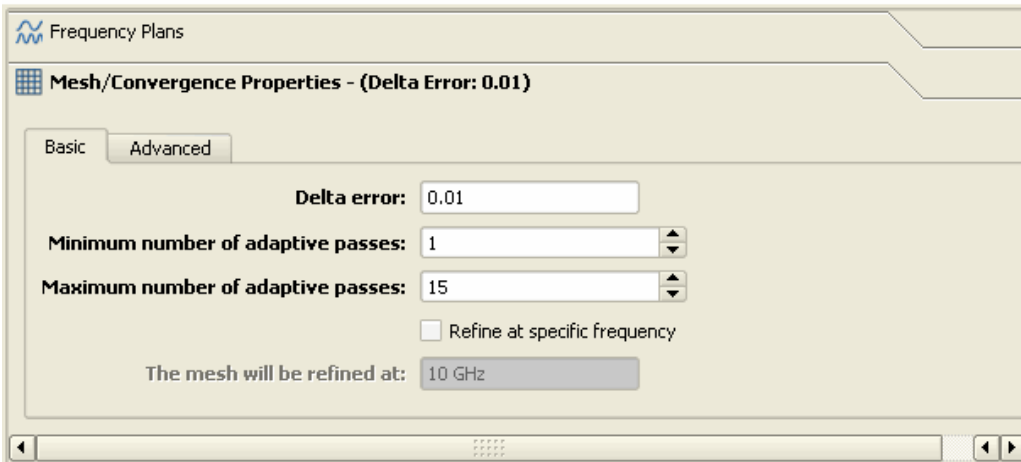 Frequency Plans
Mesh/Convergence Properties - (Delta Error: 0.01)
Basic Advanced
Delta error: 0.01
Minimum number of adaptive passes: 1
Maximum number of adaptive passes: 15
Refine at specific frequency
The mesh will be refined at: 10 GHz